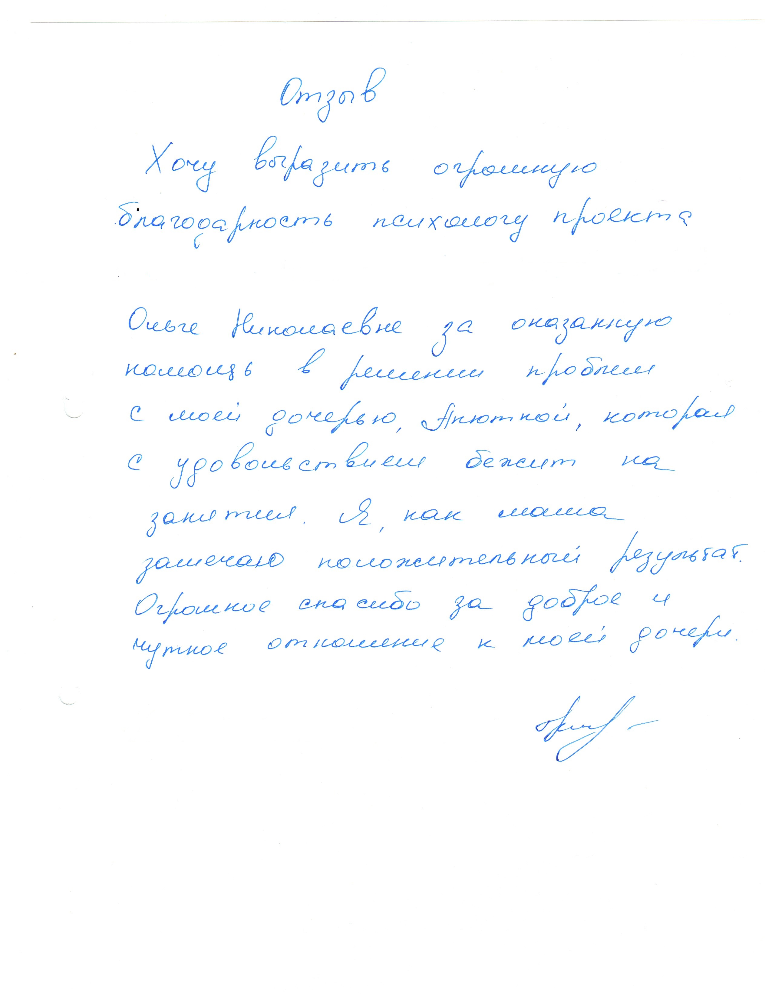 Отзыв
Хочу выразить огромную
благодарность психологу проекта
Ольге Николаевне за оказанную
помощь в решении проблем
с моей дочерью, Анюткой, которая
с удовольствием бежит на
занятия. Я, как мама
замечаю положительный результат.
Огромное спасибо за доброе и
чуткое отношение к моей дочери.